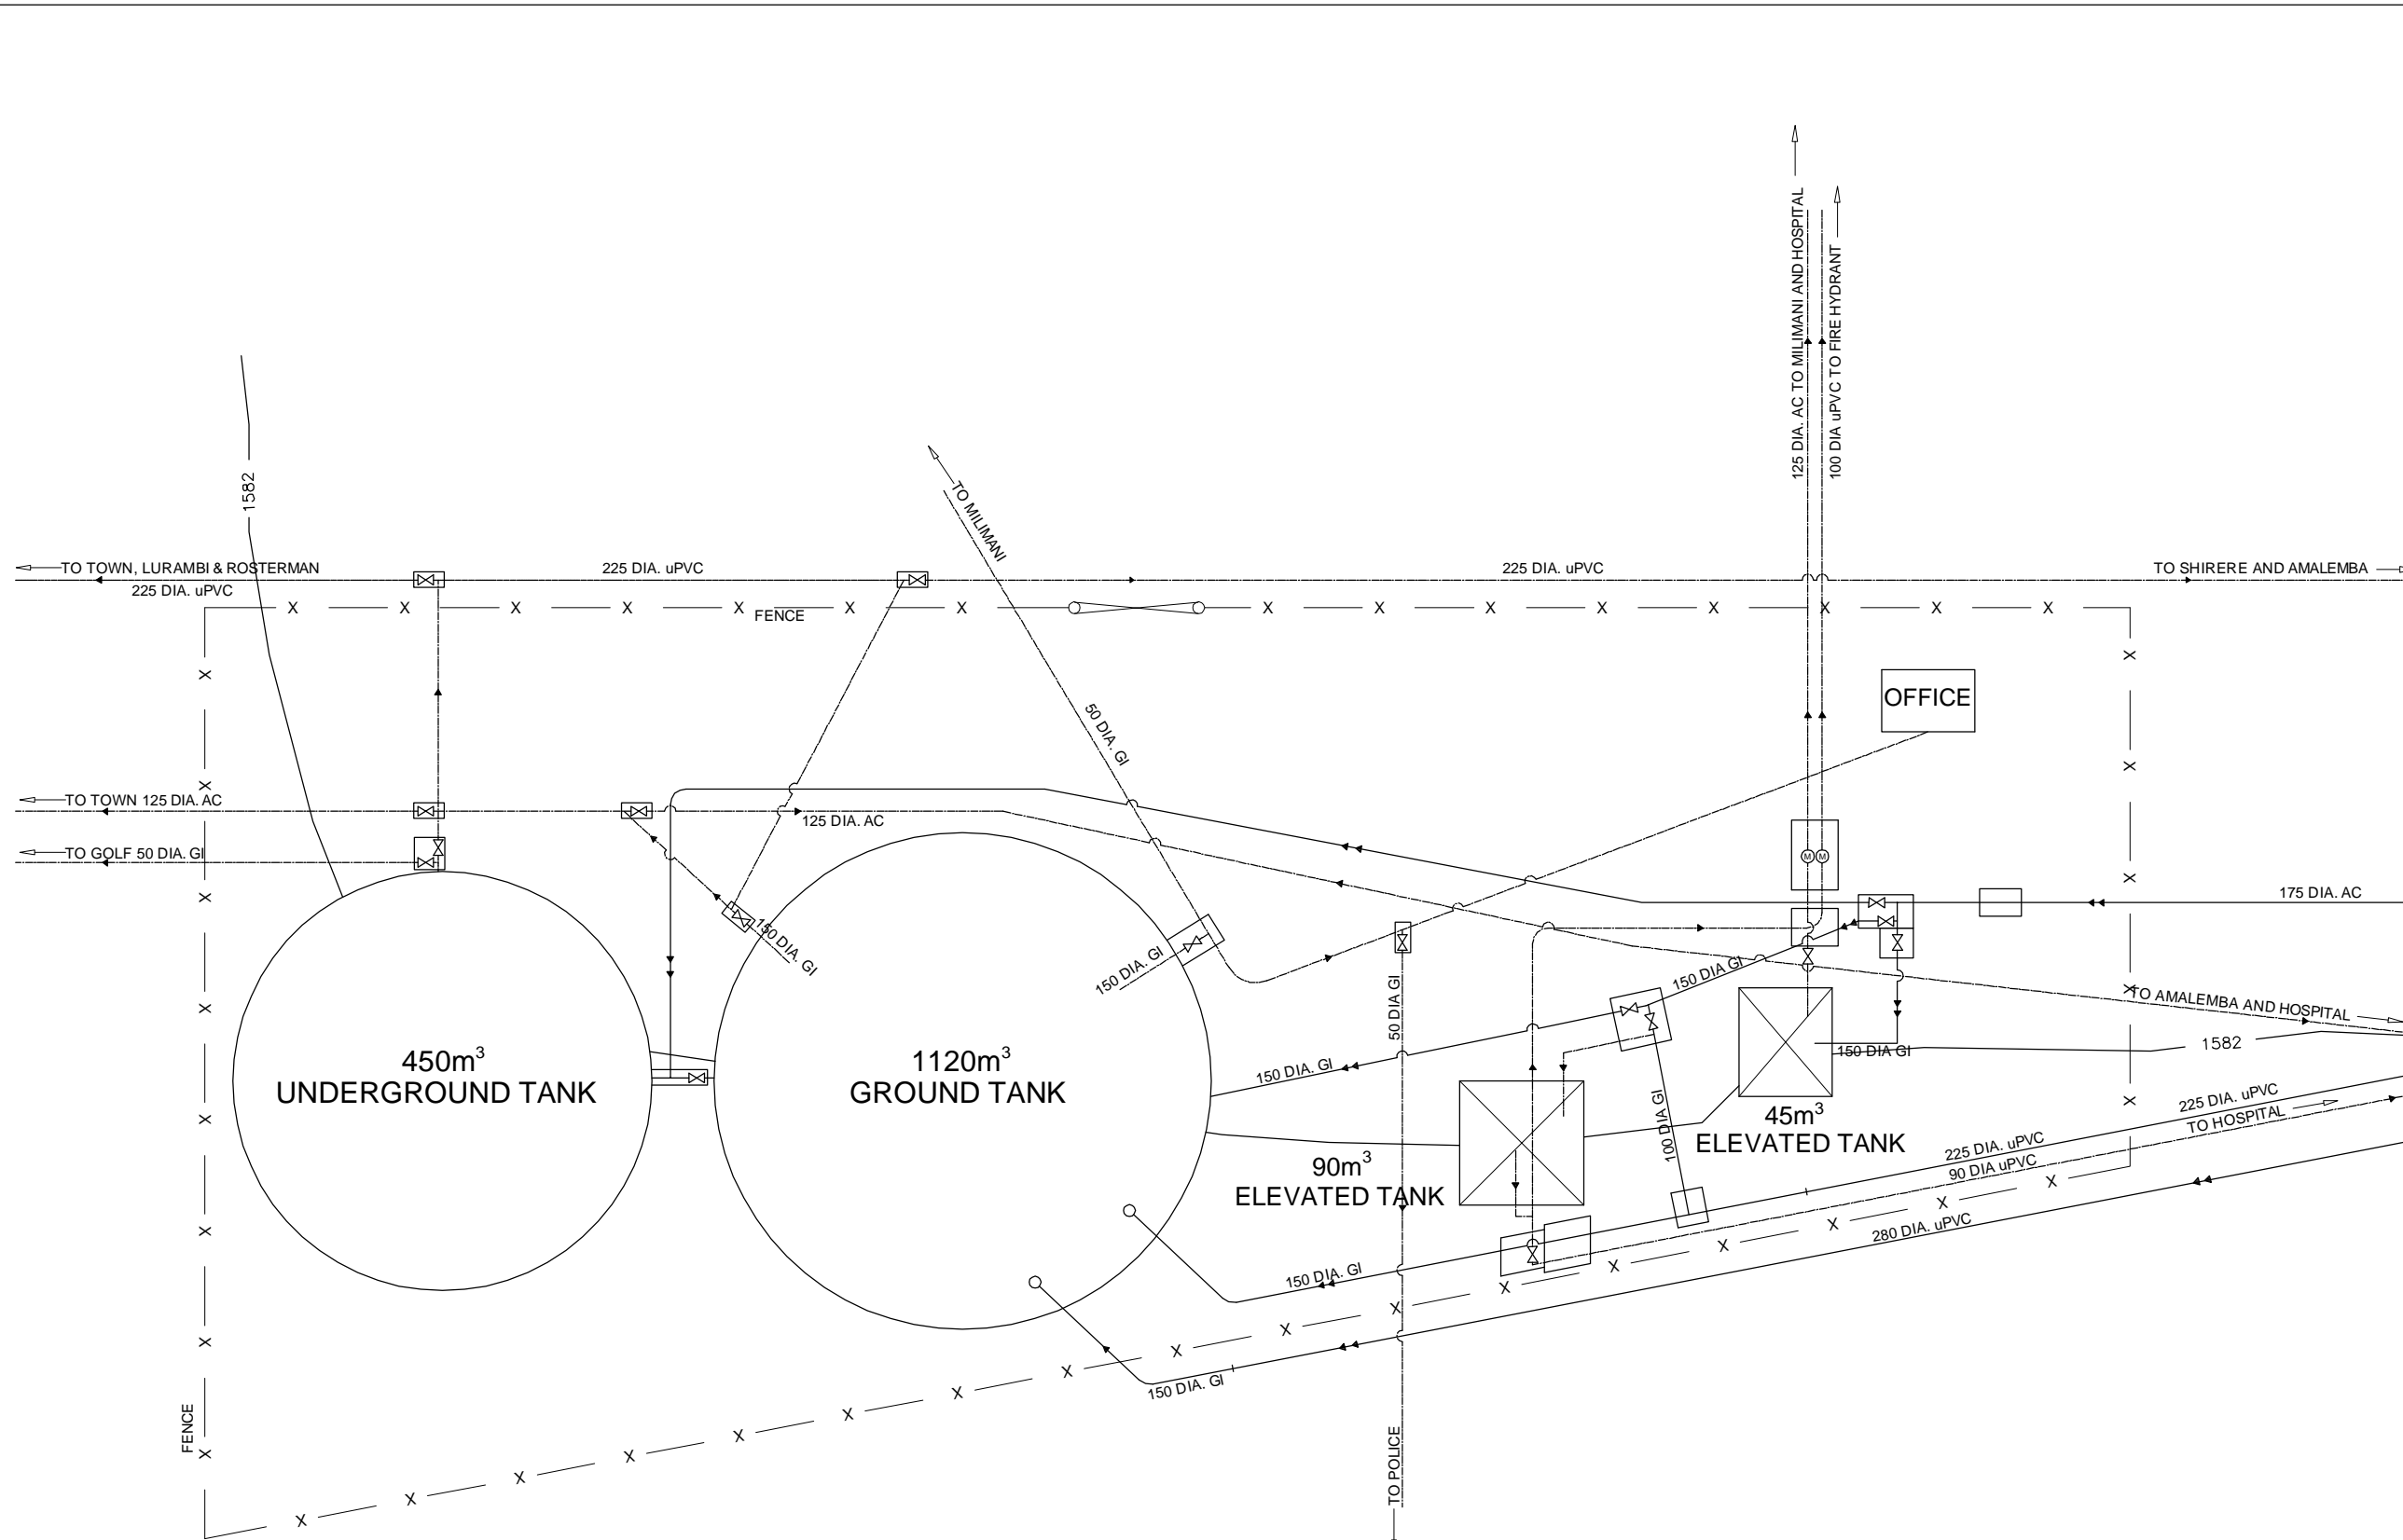 125 DIA. AC TO MILIMANI AND HOSPITAL
100 DIA uPVC TO FIRE HYDRANT
1582
TO MILIMANI
TO TOWN, LURAMBI & ROSTERMAN
225 DIA. uPVC
225 DIA. uPVC
225 DIA. uPVC
TO SHIRERE AND AMALEMBA
FENCE
OFFICE
50 DIA. GI
TO TOWN 125 DIA. AC
125 DIA. AC
TO GOLF 50 DIA. GI
M M
175 DIA. AC
150 DIA. GI
150 DIA. GI
50 DIA GI
150 DIA GI
TO AMALEMBA AND HOSPITAL
1582
150 DIA GI
150 DIA. GI
450m³
UNDERGROUND TANK
1120m³
GROUND TANK
100 DIA GI
45m³
ELEVATED TANK
90m³
ELEVATED TANK
225 DIA. uPVC
TO HOSPITAL
225 DIA. uPVC
90 DIA uPVC
280 DIA. uPVC
150 DIA. GI
150 DIA. GI
FENCE
TO POLICE